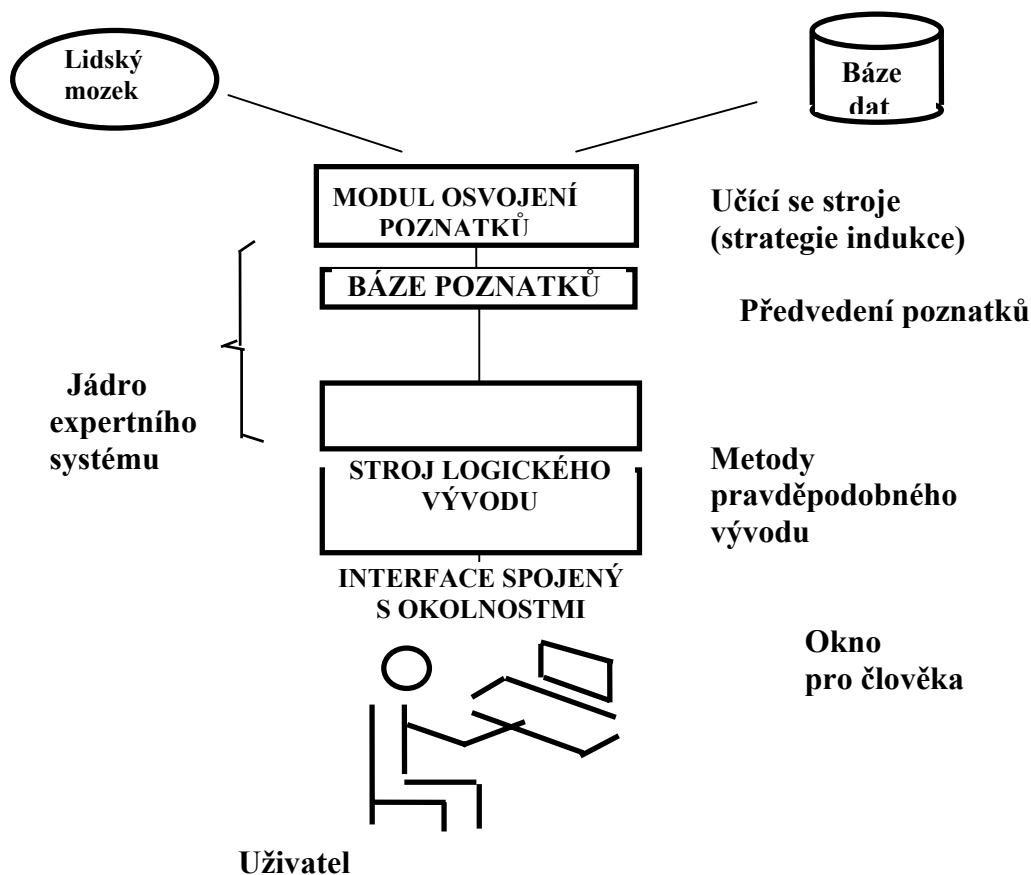 Lidský
mozek
Báze
dat
MODUL OSVOJENÍ
POZNATKŮ
Učící se stroje
(strategie indukce)
BÁZE POZNATKŮ
Předvedení poznatků
Jádro
expertního
systému
STROJ LOGICKÉHO
VÝVODU
Metody
pravděpodobného
vývodu
INTERFACE SPOJENÝ
S OKOLNOSTMI
Okno
pro člověka
Uživatel